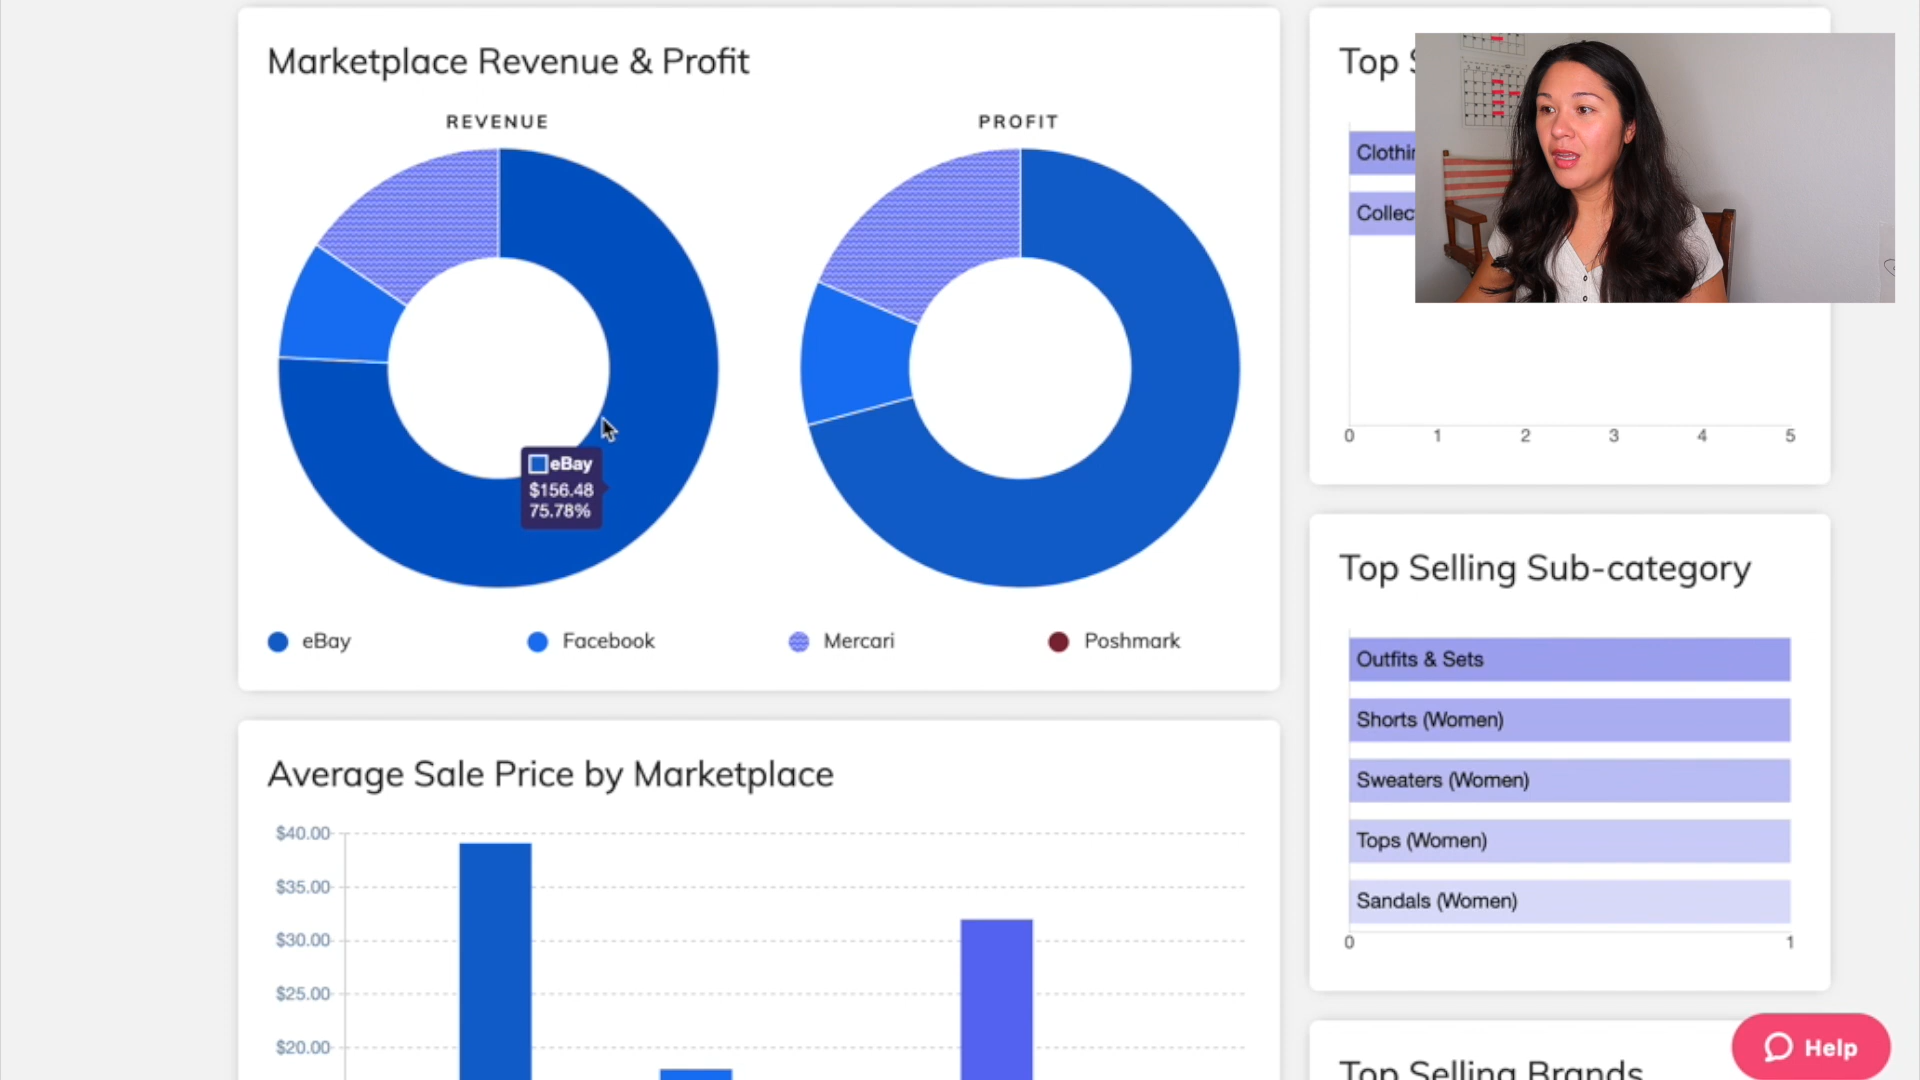 Marketplace Revenue & Profit
REVENUE
PROFIT
eBay
$156.48
75.78%
eBay
Facebook
Mercari
Poshmark
Average Sale Price by Marketplace
$40.00
$35.00
$30.00
$25.00
$20.00
Top S
Clothin
Collec
0 1 2 3 4 5
Top Selling Sub-category
Outfits & Sets
Shorts (Women)
Sweaters (Women)
Tops (Women)
Sandals (Women)
0 1
Top Selling Brands
Help